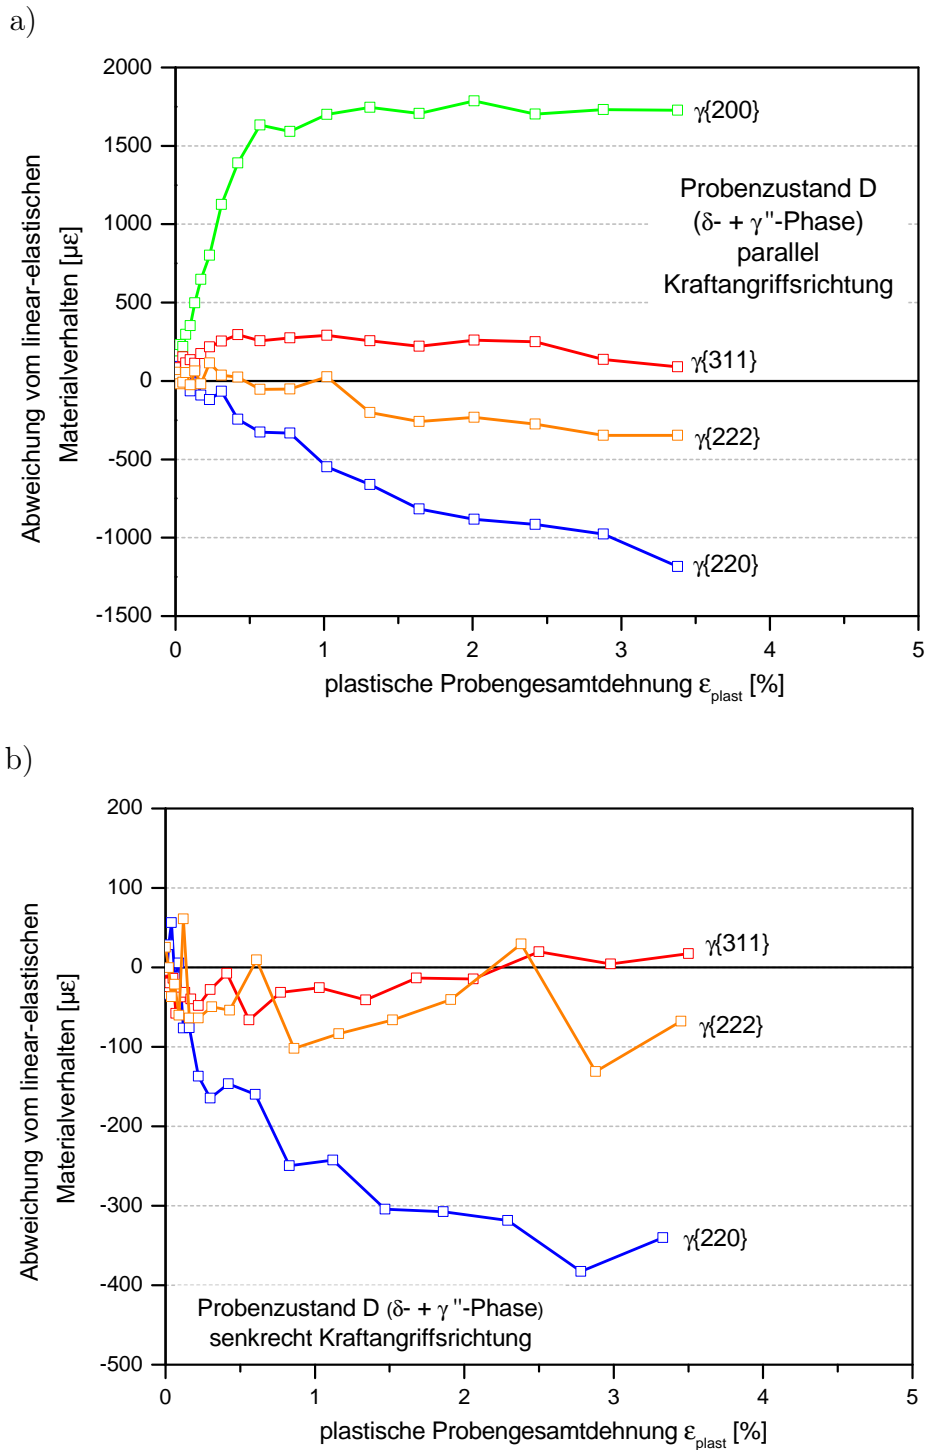 a)
2000
1500
1000
500
0
-500
-1000
-1500
Abweichung vom linear-elastischen
Materialverhalten [µε]
γ{200}
Probenzustand D
(δ- + γ''-Phase)
parallel
Kraftangriffsrichtung
γ{311}
γ{222}
γ{220}
0 1 2 3 4 5
plastische Probengesamtdehnung ε_plast [%]
b)
200
100
0
-100
-200
-300
-400
-500
Abweichung vom linear-elastischen
Materialverhalten [µε]
γ{311}
γ{222}
γ{220}
Probenzustand D (δ- + γ''-Phase)
senkrecht Kraftangriffsrichtung
0 1 2 3 4 5
plastische Probengesamtdehnung ε_plast [%]